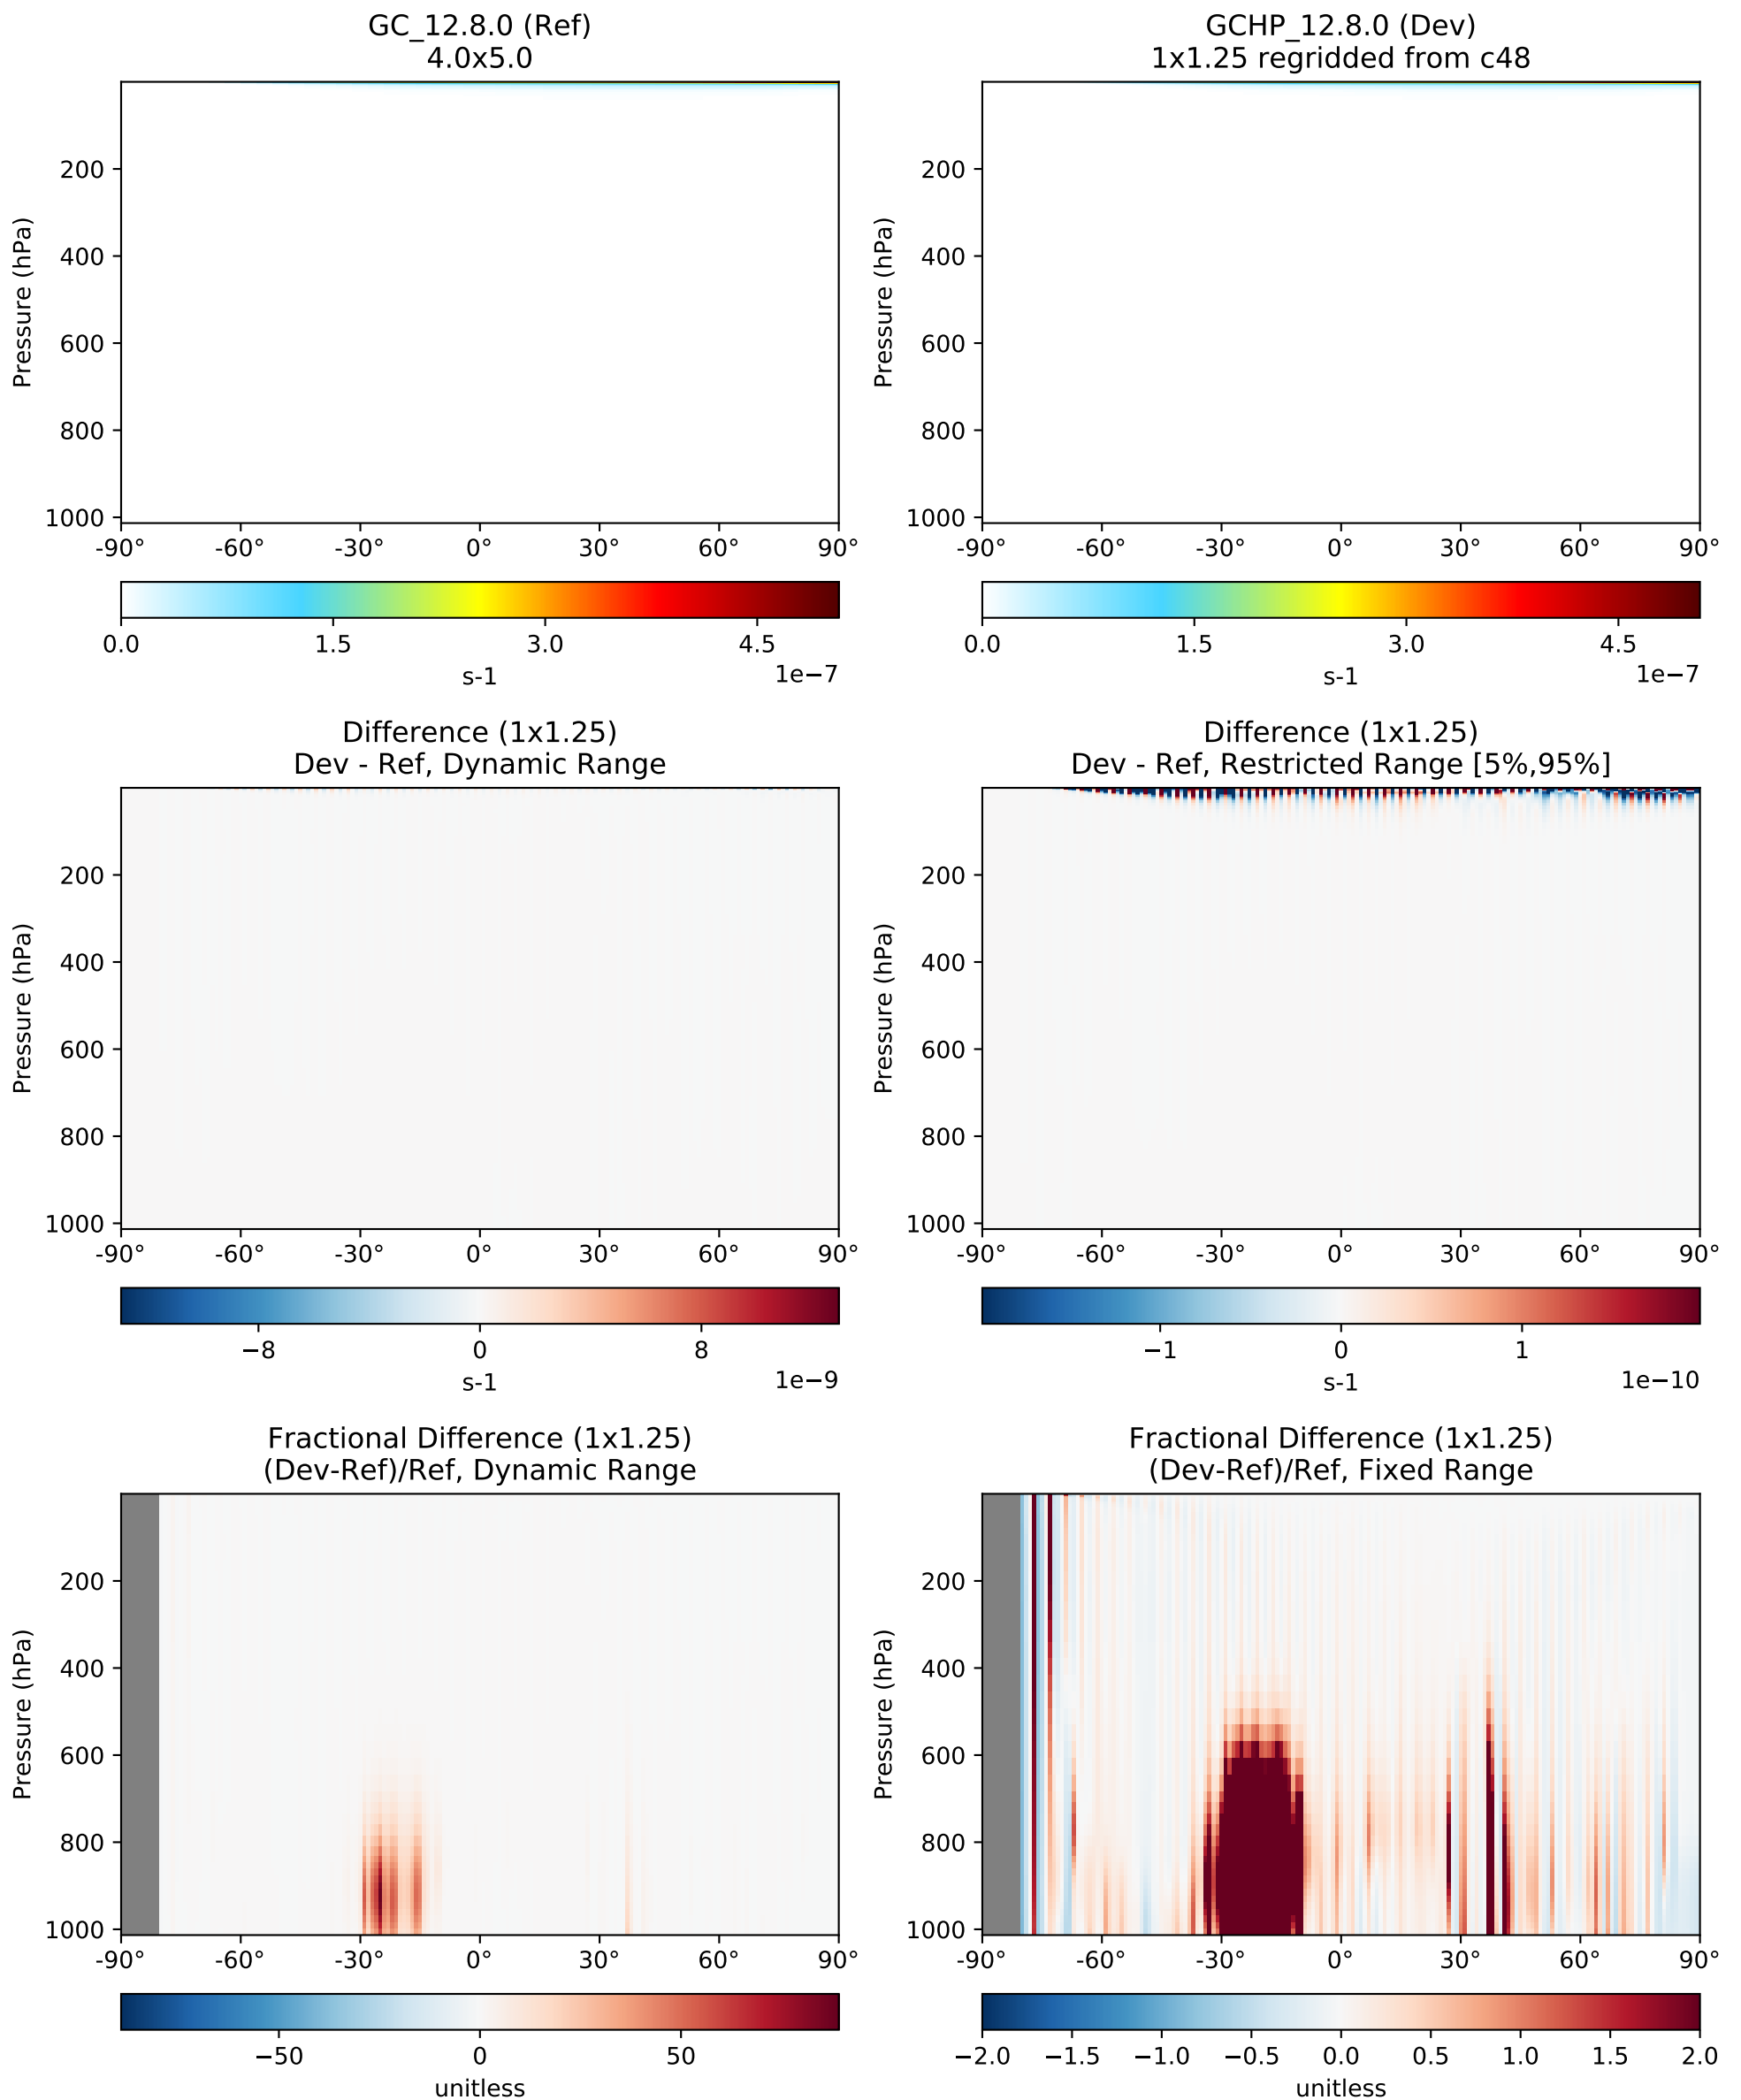 GC_12.8.0 (Ref)
4.0x5.0
Pressure (hPa)
200
400
600
800
1000
-90° -60° -30° 0° 30° 60° 90°
0.0 1.5 3.0 4.5
s-1
1e−7
GCHP_12.8.0 (Dev)
1x1.25 regridded from c48
Pressure (hPa)
200
400
600
800
1000
-90° -60° -30° 0° 30° 60° 90°
0.0 1.5 3.0 4.5
s-1
1e−7
Difference (1x1.25)
Dev - Ref, Dynamic Range
Pressure (hPa)
200
400
600
800
1000
-90° -60° -30° 0° 30° 60° 90°
−8 0 8
s-1
1e−9
Difference (1x1.25)
Dev - Ref, Restricted Range [5%,95%]
Pressure (hPa)
200
400
600
800
1000
-90° -60° -30° 0° 30° 60° 90°
−1 0 1
s-1
1e−10
Fractional Difference (1x1.25)
(Dev-Ref)/Ref, Dynamic Range
Pressure (hPa)
200
400
600
800
1000
-90° -60° -30° 0° 30° 60° 90°
−50 0 50
unitless
Fractional Difference (1x1.25)
(Dev-Ref)/Ref, Fixed Range
Pressure (hPa)
200
400
600
800
1000
-90° -60° -30° 0° 30° 60° 90°
−2.0 −1.5 −1.0 −0.5 0.0 0.5 1.0 1.5 2.0
unitless